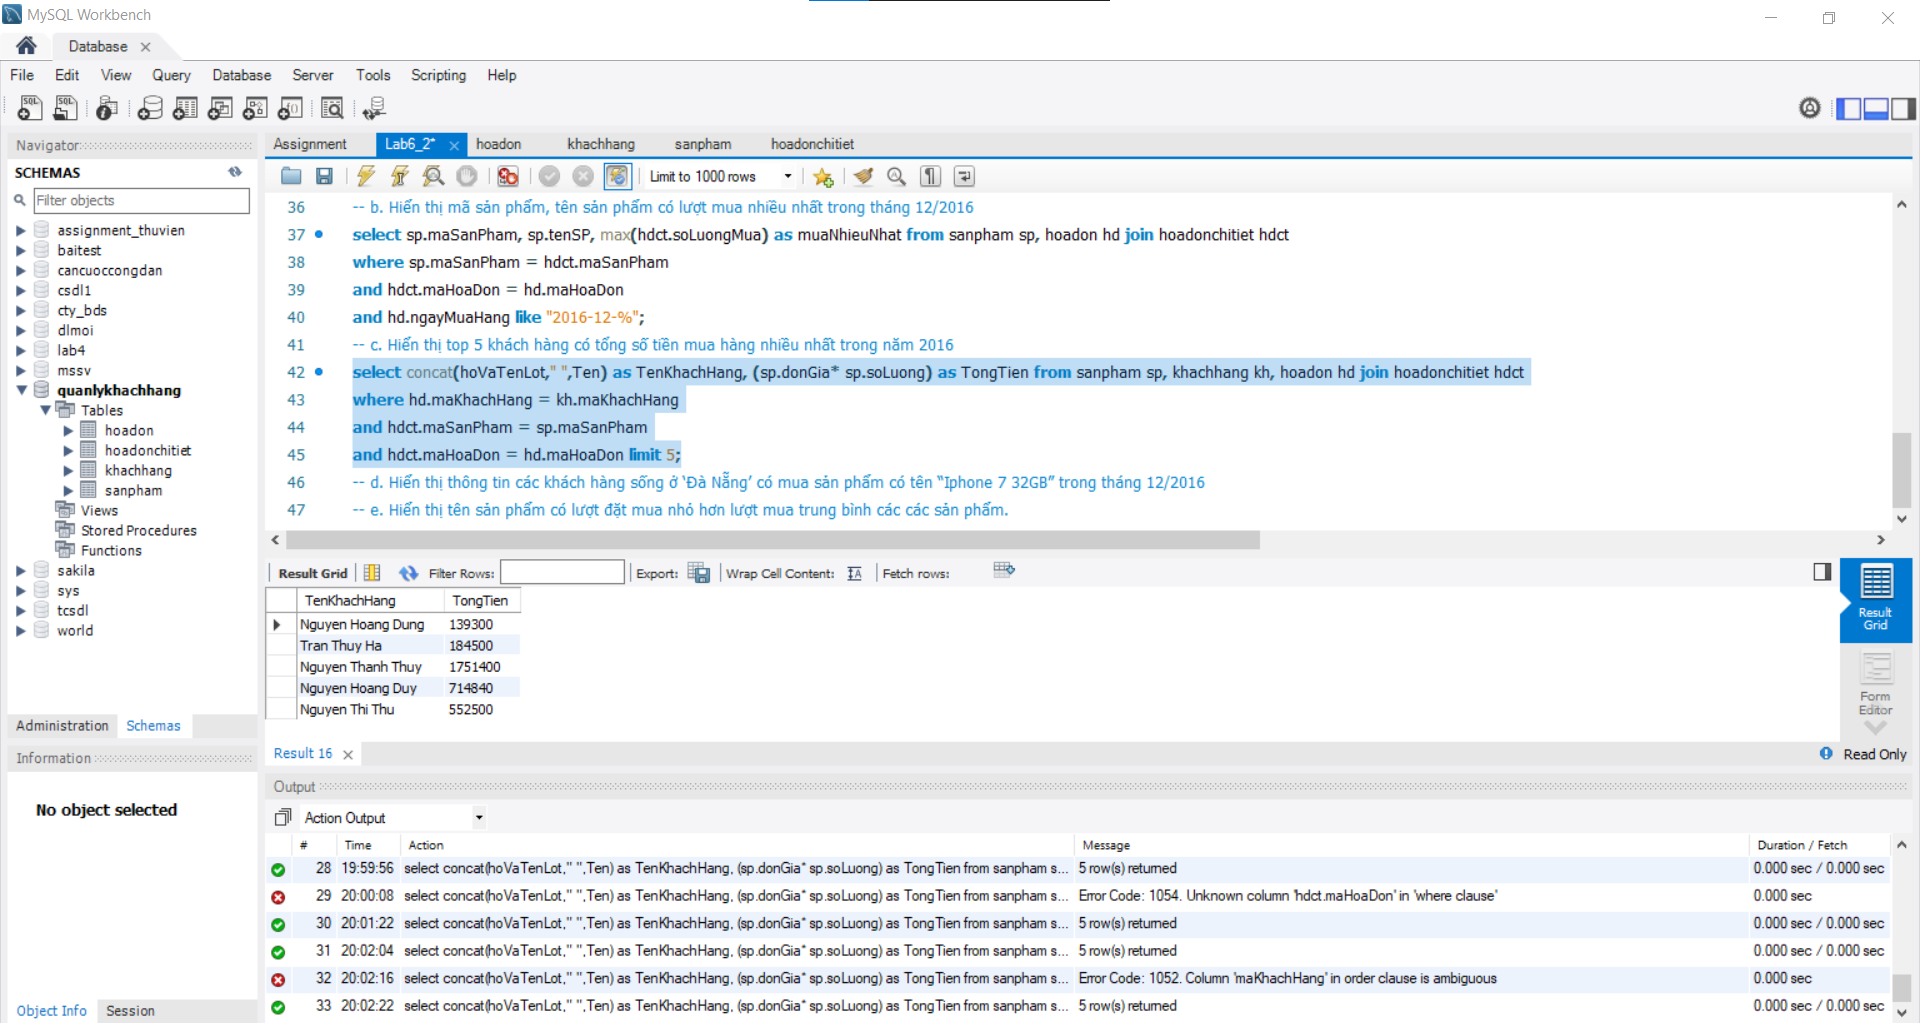 MySQL Workbench
Database
File Edit View Query Database Server Tools Scripting Help
Navigator
SCHEMAS
Filter objects
assignment_thuvien
baitest
cancuoccongdan
csdl1
cty_bds
dlmoi
lab4
mssv
quanlykhachhang
Tables
hoadon
hoadonchitiet
khachhang
sanpham
Views
Stored Procedures
Functions
sakila
sys
tcsdl
world
Administration Schemas
Information
No object selected
Object Info Session
Assignment Lab6_2* hoadon khachhang sanpham hoadonchitiet
Limit to 1000 rows
36 -- b. Hiển thị mã sản phẩm, tên sản phẩm có lượt mua nhiều nhất trong tháng 12/2016
37 select sp.maSanPham, sp.tenSP, max(hdct.soLuongMua) as muaNhieuNhat from sanpham sp, hoadon hd join hoadonchitiet hdct
38 where sp.maSanPham = hdct.maSanPham
39 and hdct.maHoaDon = hd.maHoaDon
40 and hd.ngayMuaHang like "2016-12-%";
41 -- c. Hiển thị top 5 khách hàng có tổng số tiền mua hàng nhiều nhất trong năm 2016
42 select concat(hoVaTenLot," ",Ten) as TenKhachHang, (sp.donGia* sp.soLuong) as TongTien from sanpham sp, khachhang kh, hoadon hd join hoadonchitiet hdct
43 where hd.maKhachHang = kh.maKhachHang
44 and hdct.maSanPham = sp.maSanPham
45 and hdct.maHoaDon = hd.maHoaDon limit 5;
46 -- d. Hiển thị thông tin các khách hàng sống ở ‘Đà Nẵng’ có mua sản phẩm có tên “Iphone 7 32GB” trong tháng 12/2016
47 -- e. Hiển thị tên sản phẩm có lượt đặt mua nhỏ hơn lượt mua trung bình các các sản phẩm.
Result Grid Filter Rows: Export: Wrap Cell Content: Fetch rows:
TenKhachHang TongTien
Nguyen Hoang Dung 139300
Tran Thuy Ha 184500
Nguyen Thanh Thuy 1751400
Nguyen Hoang Duy 714840
Nguyen Thi Thu 552500
Result Grid
Form Editor
Result 16
Read Only
Output
Action Output
# Time Action Message Duration / Fetch
28 19:59:56 select concat(hoVaTenLot," ",Ten) as TenKhachHang, (sp.donGia* sp.soLuong) as TongTien from sanpham s... 5 row(s) returned 0.000 sec / 0.000 sec
29 20:00:08 select concat(hoVaTenLot," ",Ten) as TenKhachHang, (sp.donGia* sp.soLuong) as TongTien from sanpham s... Error Code: 1054. Unknown column 'hdct.maHoaDon' in 'where clause' 0.000 sec
30 20:01:22 select concat(hoVaTenLot," ",Ten) as TenKhachHang, (sp.donGia* sp.soLuong) as TongTien from sanpham s... 5 row(s) returned 0.000 sec / 0.000 sec
31 20:02:04 select concat(hoVaTenLot," ",Ten) as TenKhachHang, (sp.donGia* sp.soLuong) as TongTien from sanpham s... 5 row(s) returned 0.000 sec / 0.000 sec
32 20:02:16 select concat(hoVaTenLot," ",Ten) as TenKhachHang, (sp.donGia* sp.soLuong) as TongTien from sanpham s... Error Code: 1052. Column 'maKhachHang' in order clause is ambiguous 0.000 sec
33 20:02:22 select concat(hoVaTenLot," ",Ten) as TenKhachHang, (sp.donGia* sp.soLuong) as TongTien from sanpham s... 5 row(s) returned 0.000 sec / 0.000 sec